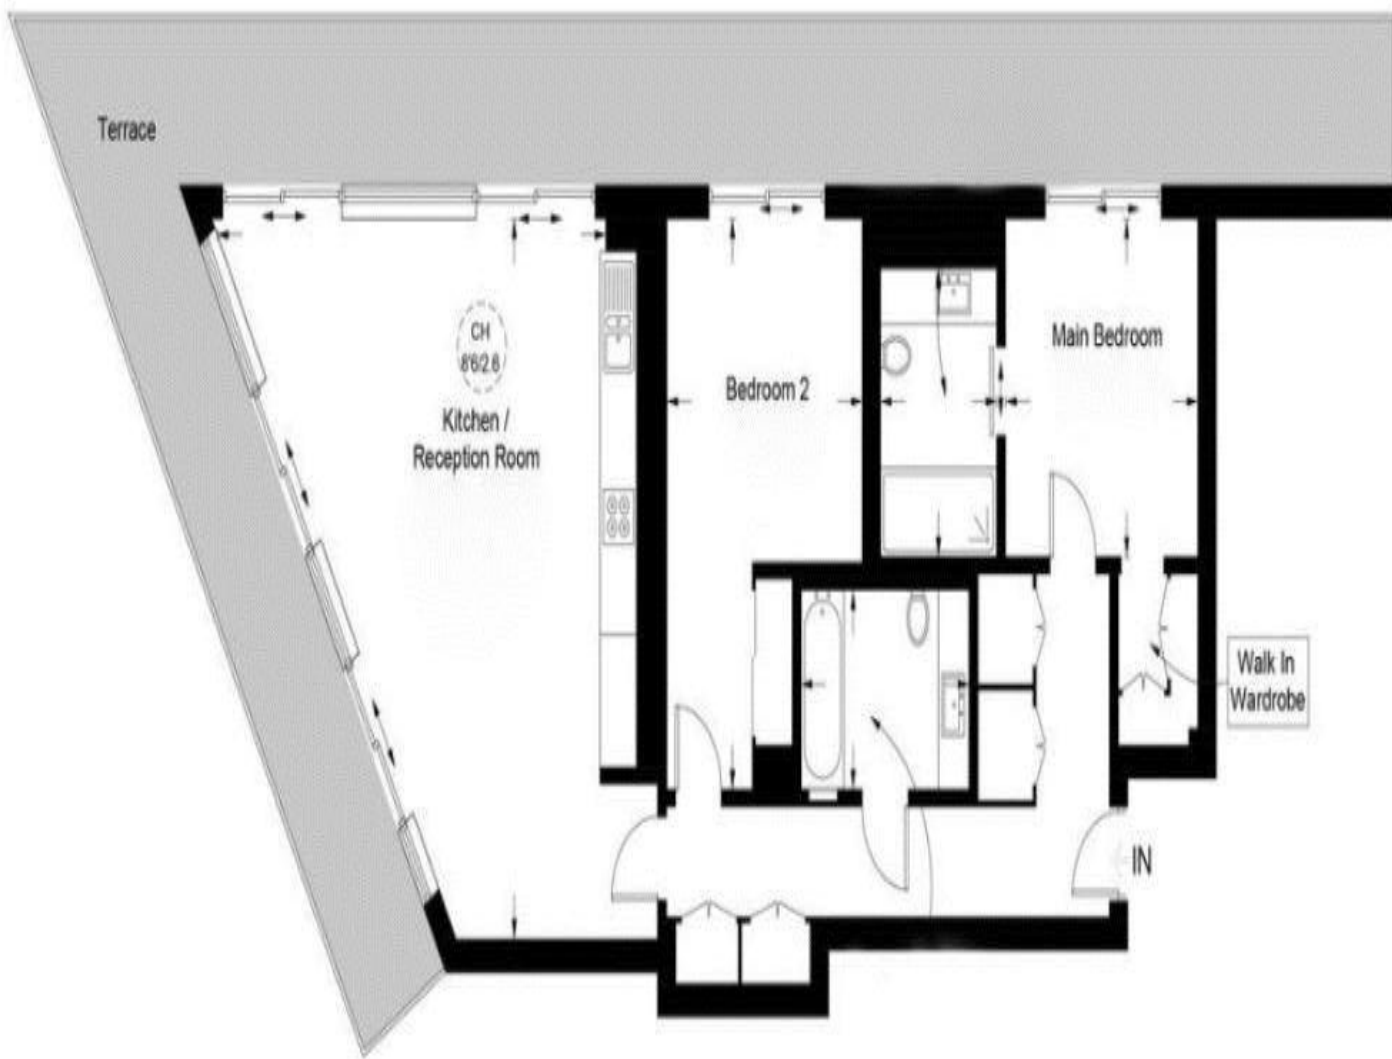 Terrace
CH
8'6/2.6
Kitchen /
Reception Room
Bedroom 2
Main Bedroom
Walk In
Wardrobe
IN